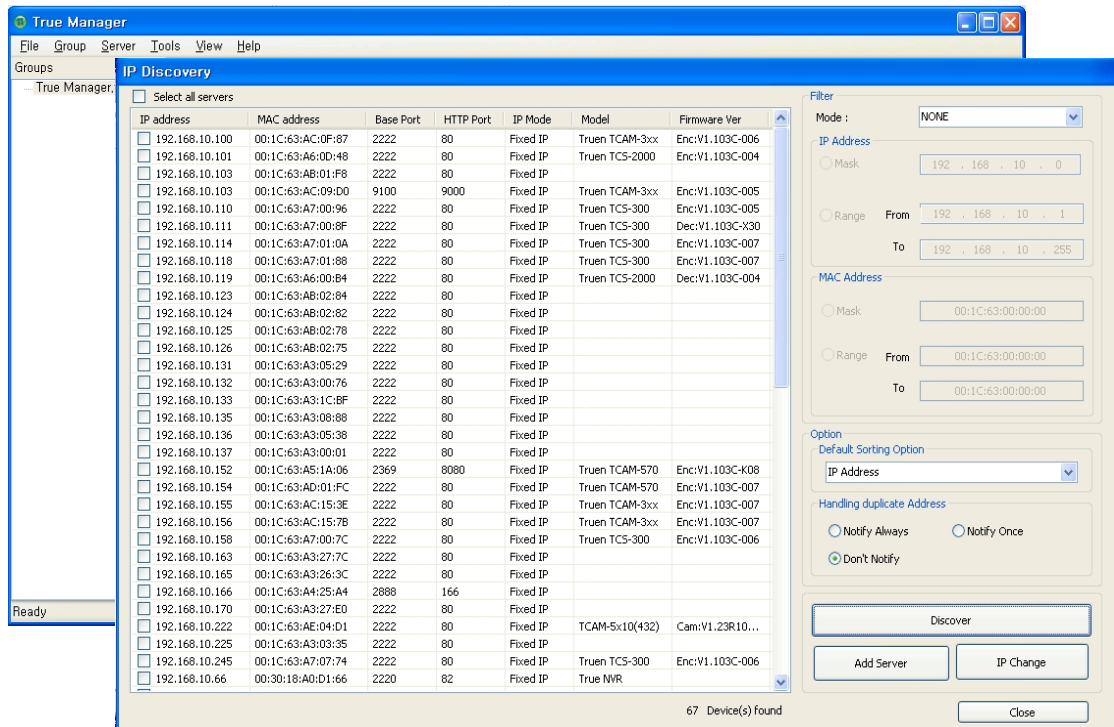 True Manager
File Group Server Tools View Help
Groups
True Manager,
Ready
IP Discovery
Select all servers
IP address MAC address Base Port HTTP Port IP Mode Model Firmware Ver
192.168.10.100 00:1C:63:AC:0F:87 2222 80 Fixed IP Truen TCAM-3xx Enc:V1.103C-006
192.168.10.101 00:1C:63:A6:0D:48 2222 80 Fixed IP Truen TCS-2000 Enc:V1.103C-004
192.168.10.103 00:1C:63:AB:01:F8 2222 80 Fixed IP
192.168.10.103 00:1C:63:AC:09:D0 9100 9000 Fixed IP Truen TCAM-3xx Enc:V1.103C-005
192.168.10.110 00:1C:63:A7:00:96 2222 80 Fixed IP Truen TCS-300 Enc:V1.103C-005
192.168.10.111 00:1C:63:A7:00:8F 2222 80 Fixed IP Truen TCS-300 Dec:V1.103C-X30
192.168.10.114 00:1C:63:A7:01:0A 2222 80 Fixed IP Truen TCS-300 Enc:V1.103C-007
192.168.10.118 00:1C:63:A7:01:88 2222 80 Fixed IP Truen TCS-300 Enc:V1.103C-007
192.168.10.119 00:1C:63:A6:00:B4 2222 80 Fixed IP Truen TCS-2000 Dec:V1.103C-004
192.168.10.123 00:1C:63:AB:02:84 2222 80 Fixed IP
192.168.10.124 00:1C:63:AB:02:82 2222 80 Fixed IP
192.168.10.125 00:1C:63:AB:02:78 2222 80 Fixed IP
192.168.10.126 00:1C:63:AB:02:75 2222 80 Fixed IP
192.168.10.131 00:1C:63:A3:05:29 2222 80 Fixed IP
192.168.10.132 00:1C:63:A3:00:76 2222 80 Fixed IP
192.168.10.133 00:1C:63:A3:1C:BF 2222 80 Fixed IP
192.168.10.135 00:1C:63:A3:08:88 2222 80 Fixed IP
192.168.10.136 00:1C:63:A3:05:38 2222 80 Fixed IP
192.168.10.137 00:1C:63:A3:00:01 2222 80 Fixed IP
192.168.10.152 00:1C:63:A5:1A:06 2369 8080 Fixed IP Truen TCAM-570 Enc:V1.103C-K08
192.168.10.154 00:1C:63:AD:01:FC 2222 80 Fixed IP Truen TCAM-570 Enc:V1.103C-007
192.168.10.155 00:1C:63:AC:15:3E 2222 80 Fixed IP Truen TCAM-3xx Enc:V1.103C-007
192.168.10.156 00:1C:63:AC:15:7B 2222 80 Fixed IP Truen TCAM-3xx Enc:V1.103C-007
192.168.10.158 00:1C:63:A7:00:7C 2222 80 Fixed IP Truen TCS-300 Enc:V1.103C-006
192.168.10.163 00:1C:63:A3:27:7C 2222 80 Fixed IP
192.168.10.165 00:1C:63:A3:26:3C 2222 80 Fixed IP
192.168.10.166 00:1C:63:A4:25:A4 2888 166 Fixed IP
192.168.10.170 00:1C:63:A3:27:E0 2222 80 Fixed IP
192.168.10.222 00:1C:63:AE:04:D1 2222 80 Fixed IP TCAM-5x10(432) Cam:V1.23R10...
192.168.10.225 00:1C:63:A3:03:35 2222 80 Fixed IP
192.168.10.245 00:1C:63:A7:07:74 2222 80 Fixed IP Truen TCS-300 Enc:V1.103C-006
192.168.10.66 00:30:18:A0:D1:66 2220 82 Fixed IP True NVR
67 Device(s) found
Filter
Mode : NONE
IP Address
Mask 192 . 168 . 10 . 0
Range From 192 . 168 . 10 . 1
To 192 . 168 . 10 . 255
MAC Address
Mask 00:1C:63:00:00:00
Range From 00:1C:63:00:00:00
To 00:1C:63:00:00:00
Option
Default Sorting Option
IP Address
Handling duplicate Address
Notify Always Notify Once
Don't Notify
Discover
Add Server IP Change
Close